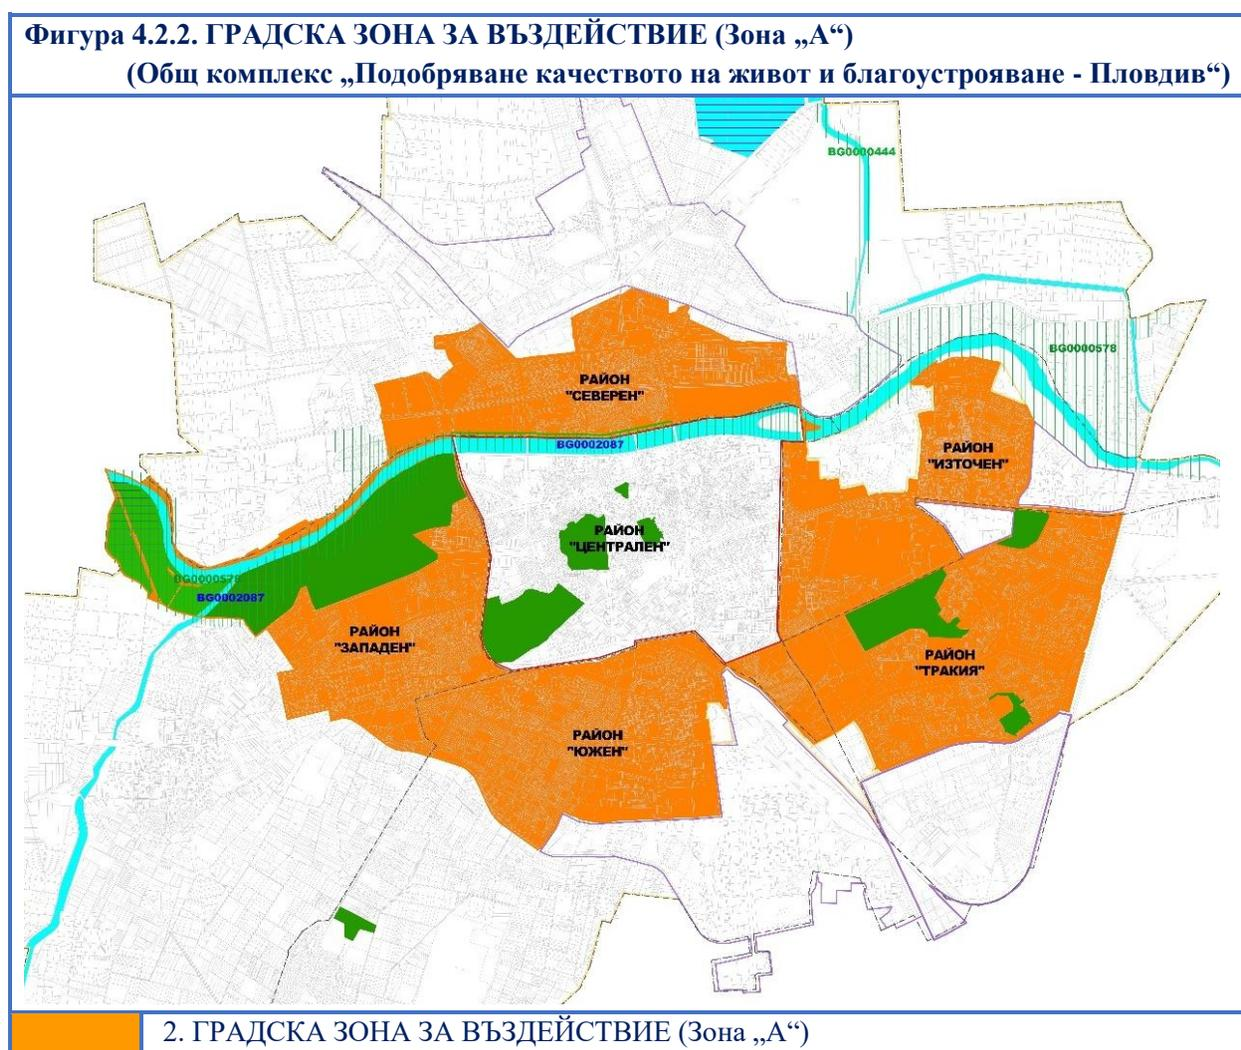 Фигура 4.2.2. ГРАДСКА ЗОНА ЗА ВЪЗДЕЙСТВИЕ (Зона „А“)
(Общ комплекс „Подобряване качеството на живот и благоустрояване - Пловдив“)
BG0000444
BG0000578
РАЙОН
"СЕВЕРЕН"
BG0002087
РАЙОН
"ИЗТОЧЕН"
РАЙОН
"ЦЕНТРАЛЕН"
BG0000578
BG0002087
РАЙОН
"ЗАПАДЕН"
РАЙОН
"ТРАКИЯ"
РАЙОН
"ЮЖЕН"
2. ГРАДСКА ЗОНА ЗА ВЪЗДЕЙСТВИЕ (Зона „А“)